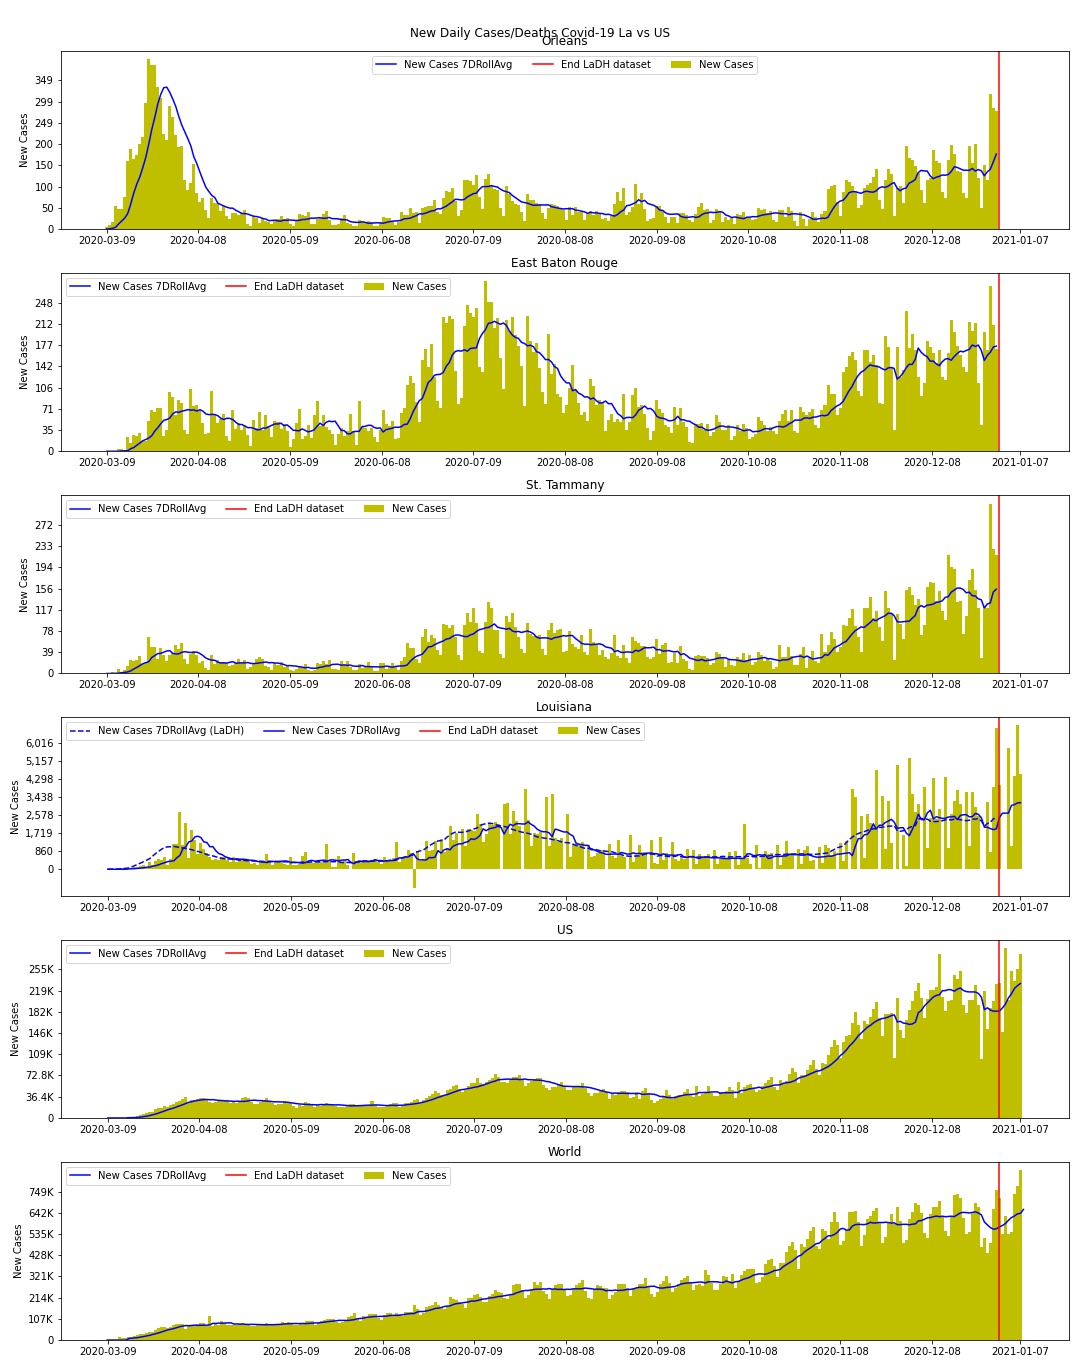 New Daily Cases/Deaths Covid-19 La vs US
Orleans
New Cases 7DRollAvg End LaDH dataset New Cases
New Cases
349
299
249
200
150
100
50
0
2020-03-09 2020-04-08 2020-05-09 2020-06-08 2020-07-09 2020-08-08 2020-09-08 2020-10-08 2020-11-08 2020-12-08 2021-01-07
East Baton Rouge
New Cases 7DRollAvg End LaDH dataset New Cases
New Cases
248
212
177
142
106
71
35
0
2020-03-09 2020-04-08 2020-05-09 2020-06-08 2020-07-09 2020-08-08 2020-09-08 2020-10-08 2020-11-08 2020-12-08 2021-01-07
St. Tammany
New Cases 7DRollAvg End LaDH dataset New Cases
New Cases
272
233
194
156
117
78
39
0
2020-03-09 2020-04-08 2020-05-09 2020-06-08 2020-07-09 2020-08-08 2020-09-08 2020-10-08 2020-11-08 2020-12-08 2021-01-07
Louisiana
New Cases 7DRollAvg (LaDH) New Cases 7DRollAvg End LaDH dataset New Cases
New Cases
6,016
5,157
4,298
3,438
2,578
1,719
860
0
2020-03-09 2020-04-08 2020-05-09 2020-06-08 2020-07-09 2020-08-08 2020-09-08 2020-10-08 2020-11-08 2020-12-08 2021-01-07
US
New Cases 7DRollAvg End LaDH dataset New Cases
New Cases
255K
219K
182K
146K
109K
72.8K
36.4K
0
2020-03-09 2020-04-08 2020-05-09 2020-06-08 2020-07-09 2020-08-08 2020-09-08 2020-10-08 2020-11-08 2020-12-08 2021-01-07
World
New Cases 7DRollAvg End LaDH dataset New Cases
New Cases
749K
642K
535K
428K
321K
214K
107K
0
2020-03-09 2020-04-08 2020-05-09 2020-06-08 2020-07-09 2020-08-08 2020-09-08 2020-10-08 2020-11-08 2020-12-08 2021-01-07